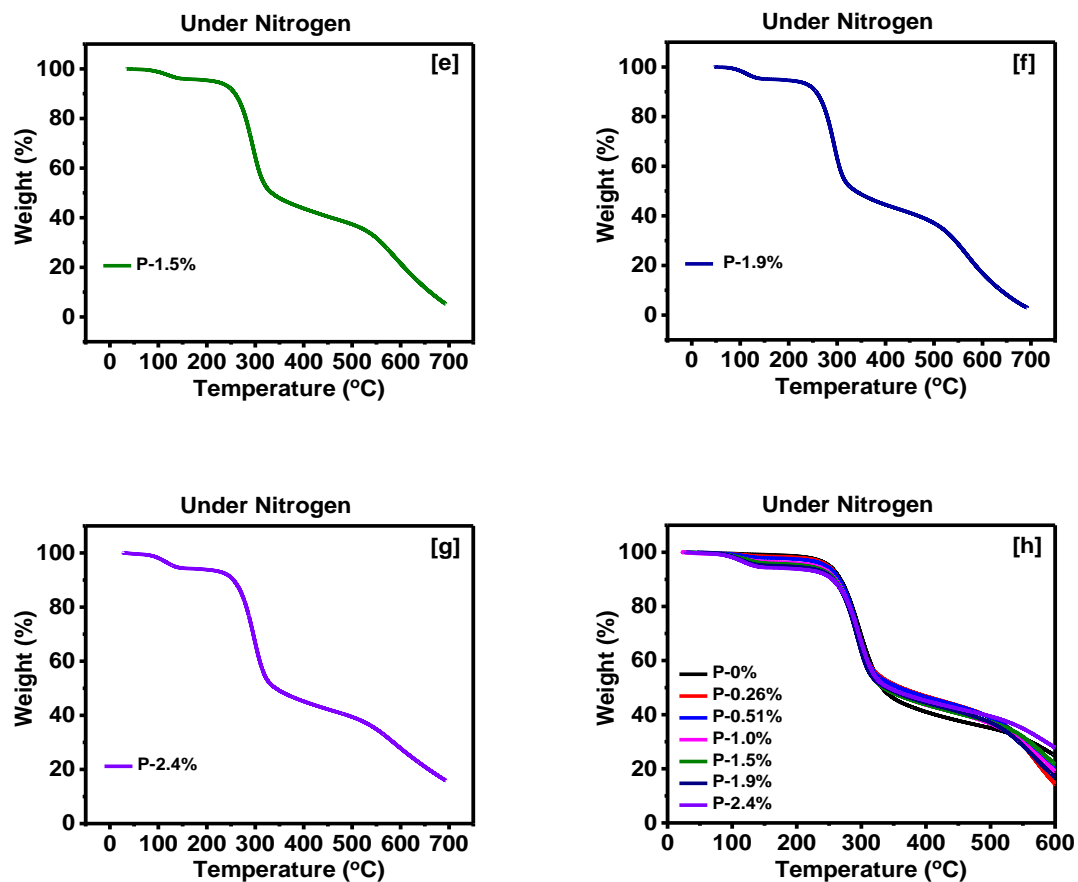 Under Nitrogen
[e]
100
80
60
40
20
0
Weight (%)
P-1.5%
0 100 200 300 400 500 600 700
Temperature (°C)
Under Nitrogen
[f]
100
80
60
40
20
0
Weight (%)
P-1.9%
0 100 200 300 400 500 600 700
Temperature (°C)
Under Nitrogen
[g]
100
80
60
40
20
0
Weight (%)
P-2.4%
0 100 200 300 400 500 600 700
Temperature (°C)
Under Nitrogen
[h]
100
80
60
40
20
0
Weight (%)
P-0%
P-0.26%
P-0.51%
P-1.0%
P-1.5%
P-1.9%
P-2.4%
0 100 200 300 400 500 600
Temperature (°C)